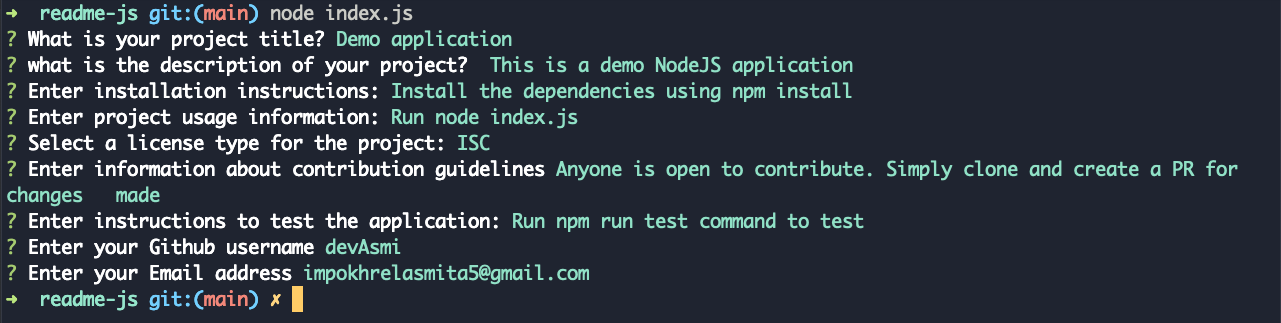 ➜  readme-js git:(main) node index.js
? What is your project title? Demo application
? what is the description of your project?  This is a demo NodeJS application
? Enter installation instructions: Install the dependencies using npm install
? Enter project usage information: Run node index.js
? Select a license type for the project: ISC
? Enter information about contribution guidelines Anyone is open to contribute. Simply clone and create a PR for
changes   made
? Enter instructions to test the application: Run npm run test command to test
? Enter your Github username devAsmi
? Enter your Email address impokhrelasmita5@gmail.com
➜  readme-js git:(main) ✗